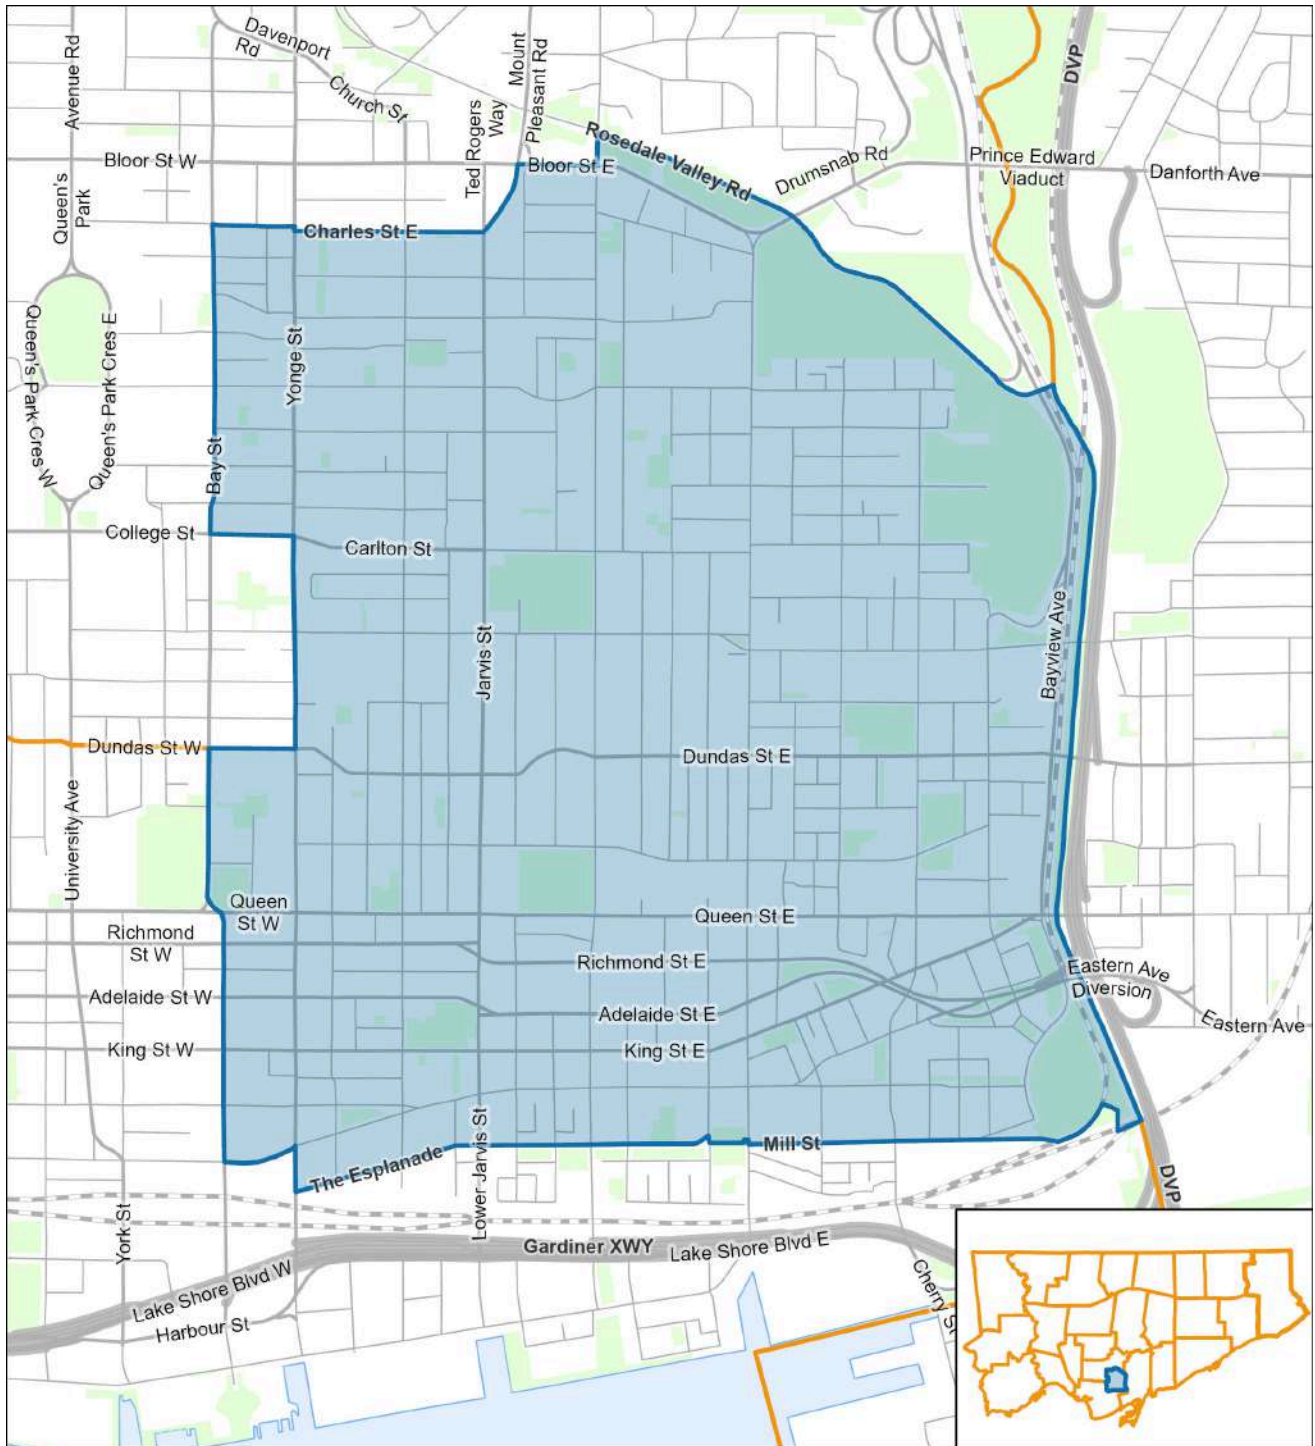 Avenue Rd
Davenport
Rd
Church St
Mount
Pleasant Rd
Ted Rogers
Way
DVP
Bloor St W
Bloor St E
Rosedale Valley Rd
Drumsnab Rd
Prince Edward
Viaduct
Danforth Ave
Queen's
Park
Charles St E
Queen's Park Cres W
Queen's Park Cres E
Yonge St
Bay St
College St
Carlton St
Jarvis St
Bayview Ave
Dundas St W
Dundas St E
University Ave
Queen
St W
Queen St E
Richmond
St W
Richmond St E
Eastern Ave
Diversion
Adelaide St W
Adelaide St E
Eastern Ave
King St W
King St E
Mill St
The Esplanade
Lower Jarvis St
DVP
York St
Gardiner XWY
Lake Shore Blvd E
Lake Shore Blvd W
Harbour St
Cherry St